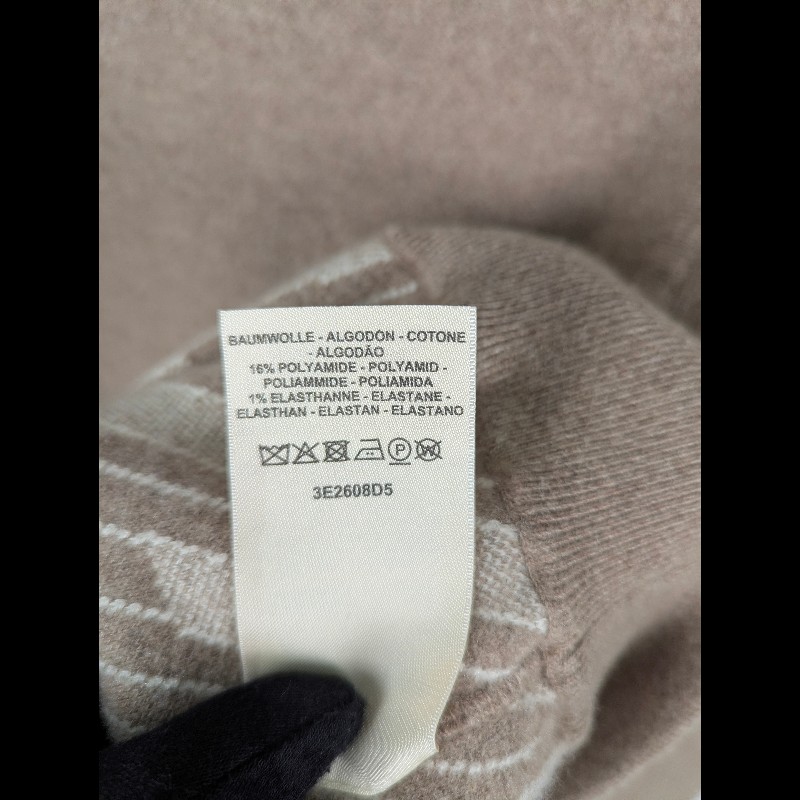 BAUMWOLLE - ALGODÓN - COTONE
- ALGODÃO
16% POLYAMIDE - POLYAMID -
POLIAMMIDE - POLIAMIDA
1% ELASTHANNE - ELASTANE -
ELASTHAN - ELASTAN - ELASTANO
P W
3E2608D5